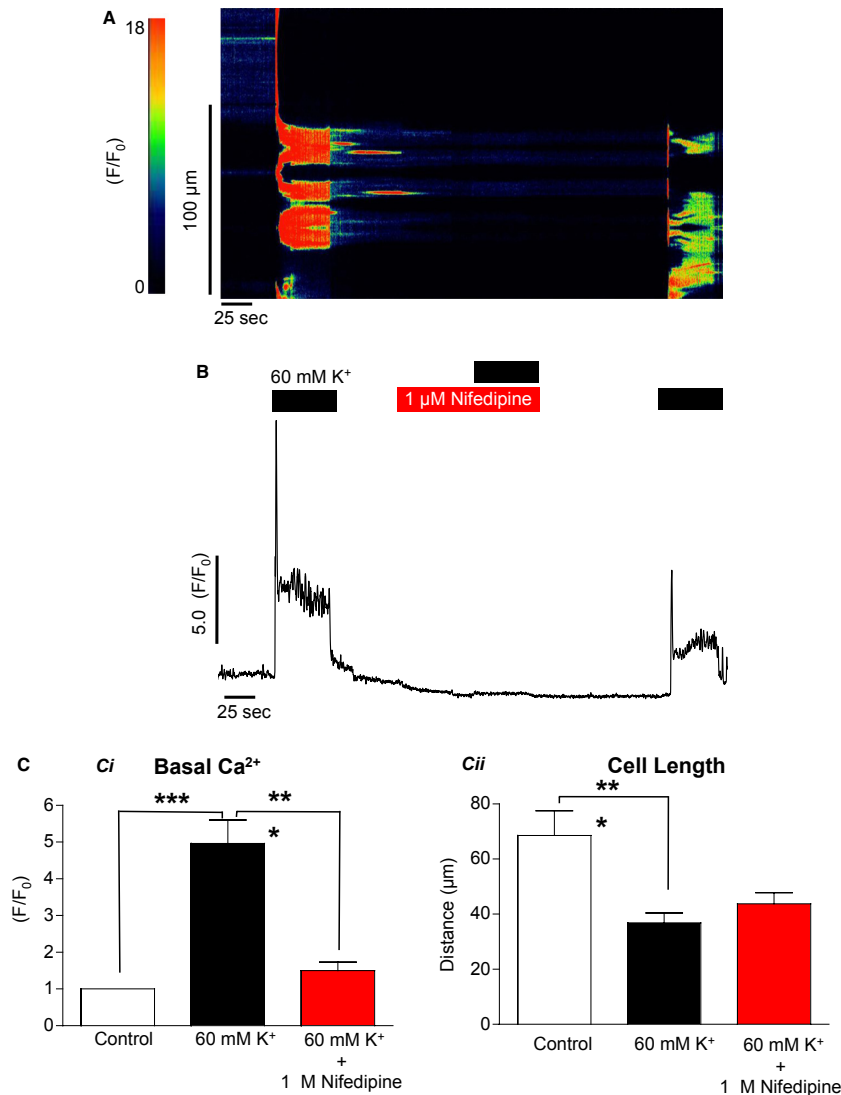 A
18
(F/F₀)
0
100 µm
25 sec
B
60 mM K⁺
1 µM Nifedipine
5.0 (F/F₀)
25 sec
C
Ci
Basal Ca²⁺
***
**
*
6
5
4
3
2
1
0
(F/F₀)
Control
60 mM K⁺
60 mM K⁺
+
1 M Nifedipine
Cii
Cell Length
**
*
80
60
40
20
0
Distance (µm)
Control
60 mM K⁺
60 mM K⁺
+
1 M Nifedipine